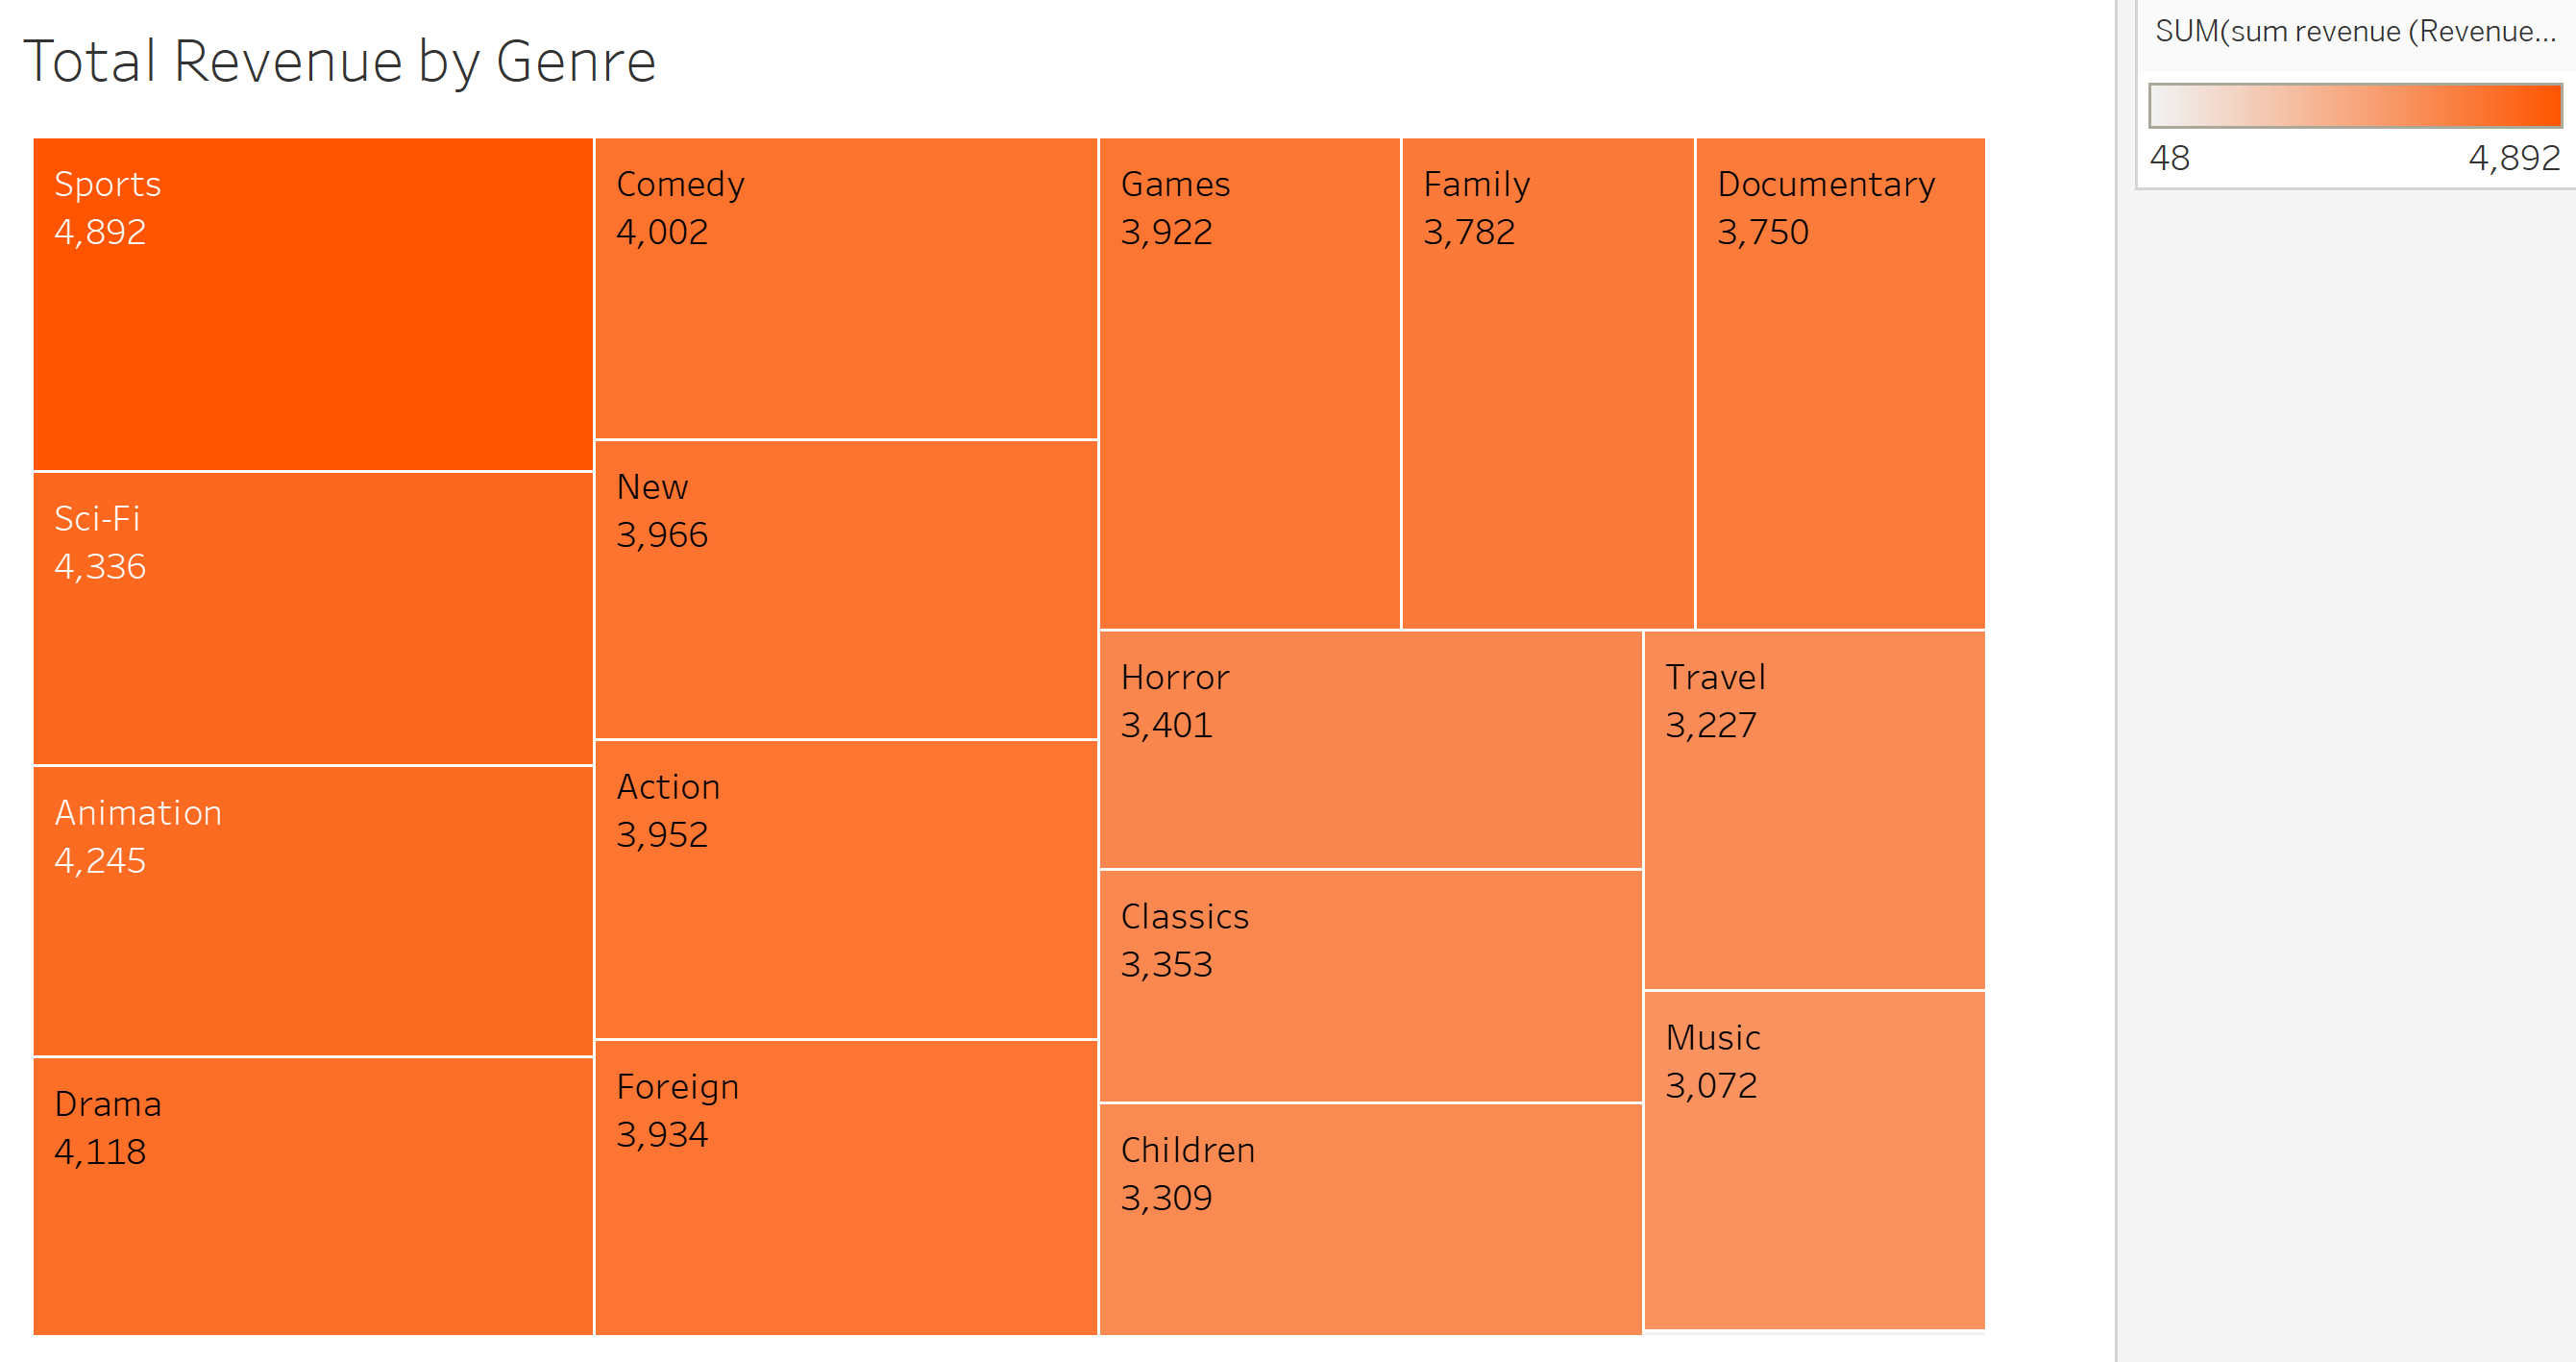 Total Revenue by Genre
SUM(sum revenue (Revenue...
48 4,892
Sports
4,892
Sci-Fi
4,336
Animation
4,245
Drama
4,118
Comedy
4,002
New
3,966
Action
3,952
Foreign
3,934
Games
3,922
Family
3,782
Documentary
3,750
Horror
3,401
Classics
3,353
Children
3,309
Travel
3,227
Music
3,072